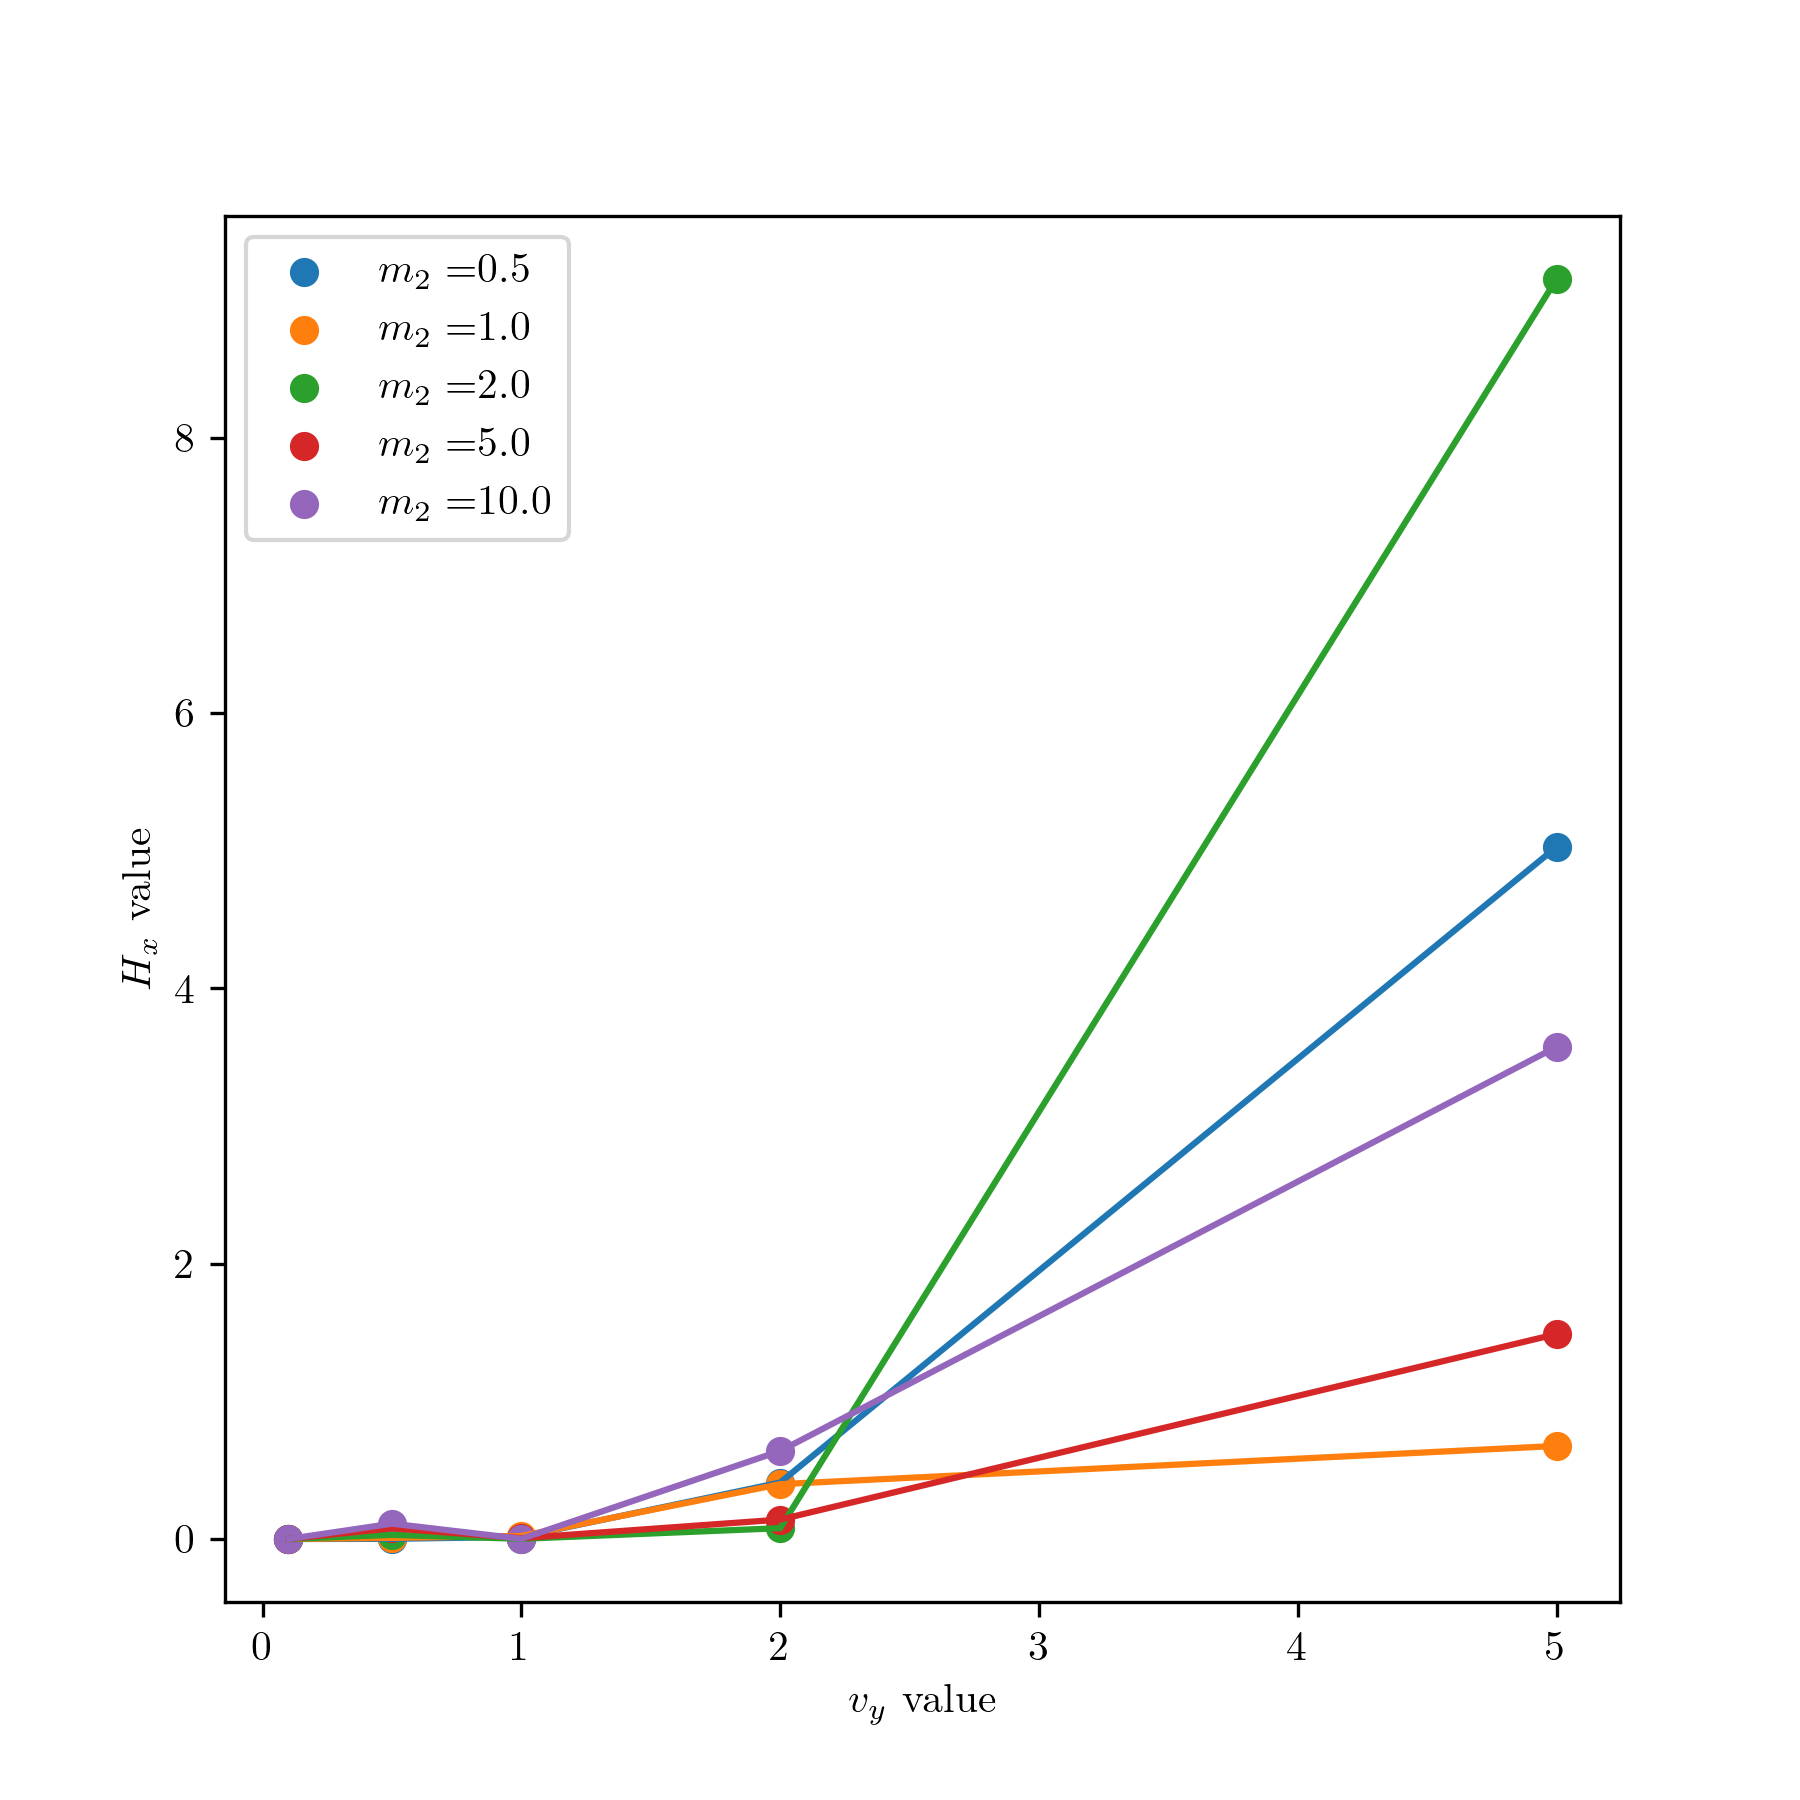 m₂ =0.5
m₂ =1.0
m₂ =2.0
m₂ =5.0
m₂ =10.0
8
6
4
2
0
Hₓ value
0 1 2 3 4 5
v_y value